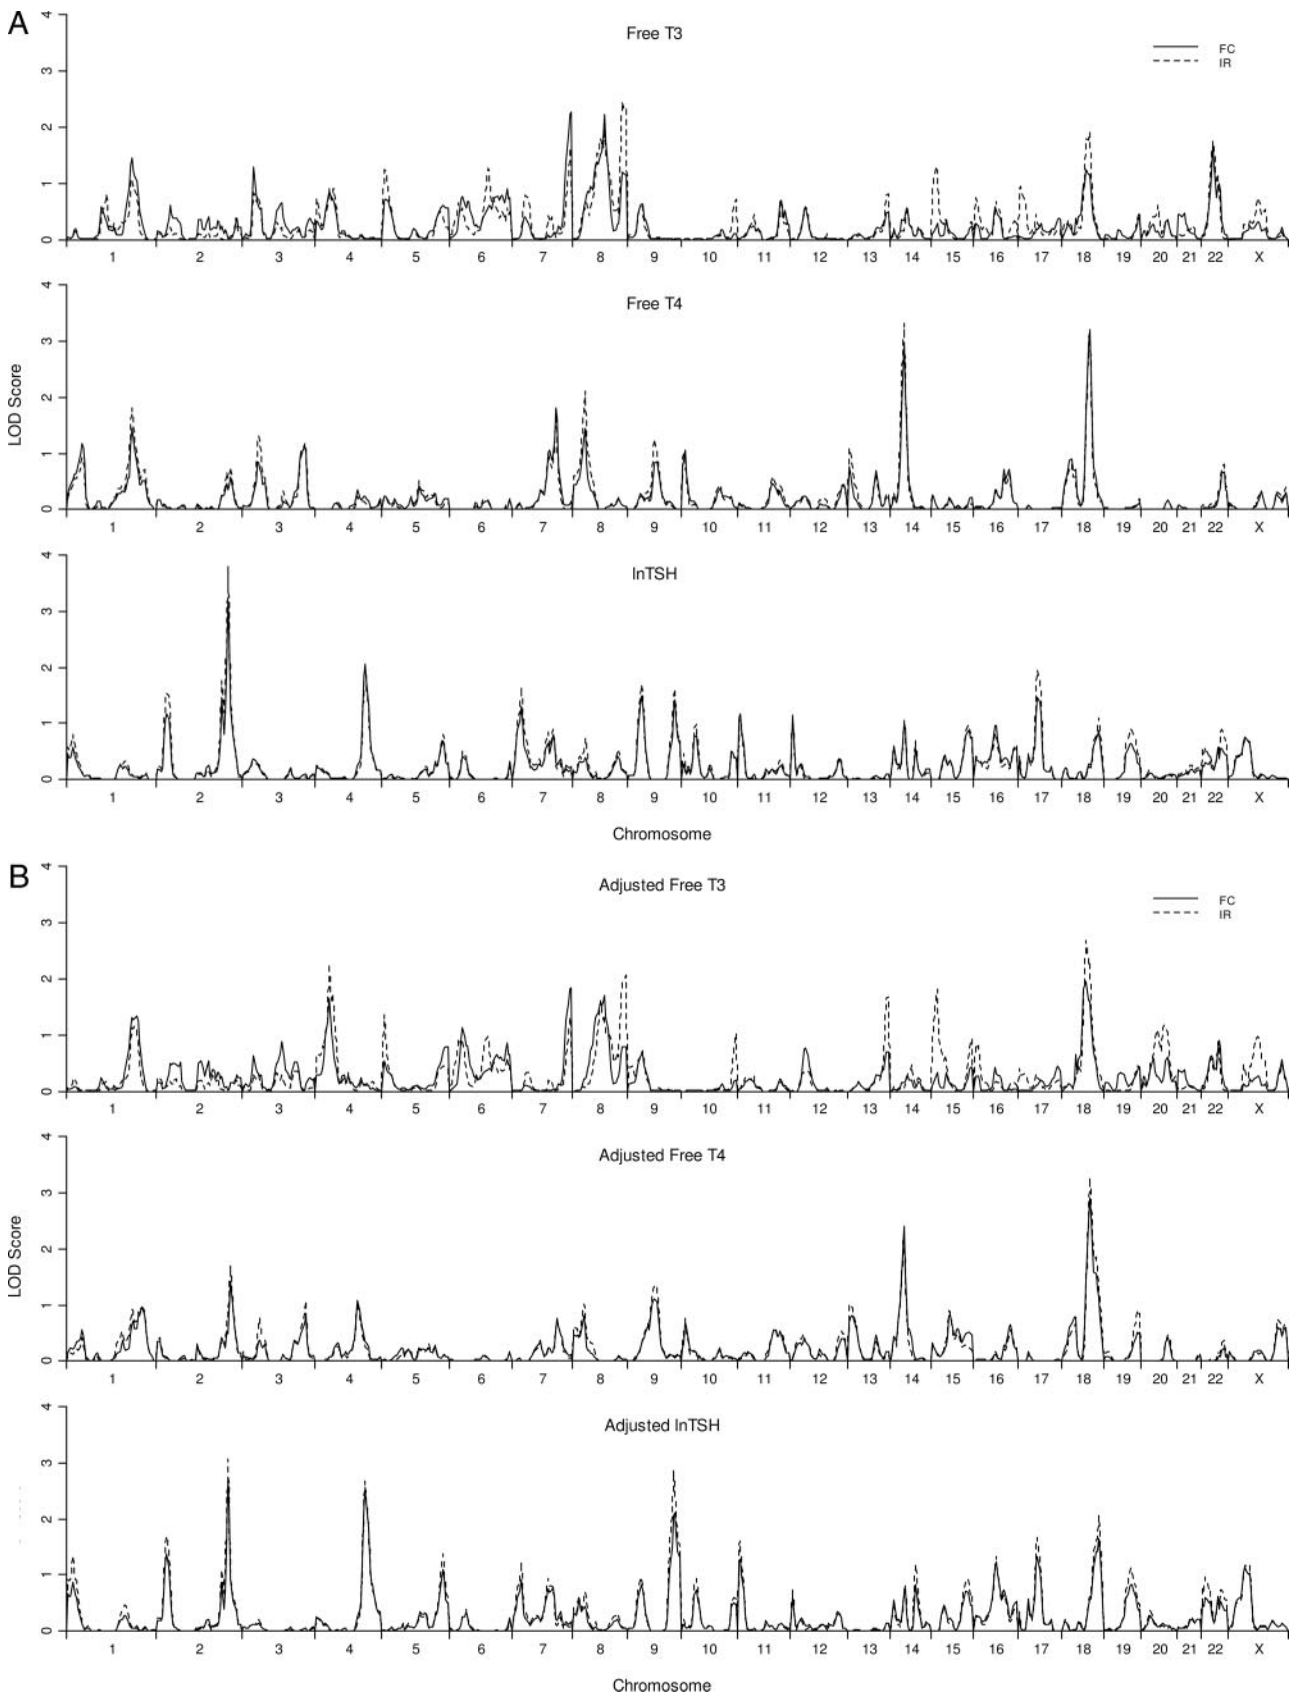 A
Free T3
FC
IR
4
3
2
1
0
1 2 3 4 5 6 7 8 9 10 11 12 13 14 15 16 17 18 19 20 21 22 X
Free T4
4
3
2
1
0
LOD Score
1 2 3 4 5 6 7 8 9 10 11 12 13 14 15 16 17 18 19 20 21 22 X
lnTSH
4
3
2
1
0
1 2 3 4 5 6 7 8 9 10 11 12 13 14 15 16 17 18 19 20 21 22 X
Chromosome
B
Adjusted Free T3
FC
IR
4
3
2
1
0
1 2 3 4 5 6 7 8 9 10 11 12 13 14 15 16 17 18 19 20 21 22 X
Adjusted Free T4
4
3
2
1
0
LOD Score
1 2 3 4 5 6 7 8 9 10 11 12 13 14 15 16 17 18 19 20 21 22 X
Adjusted lnTSH
4
3
2
1
0
1 2 3 4 5 6 7 8 9 10 11 12 13 14 15 16 17 18 19 20 21 22 X
Chromosome